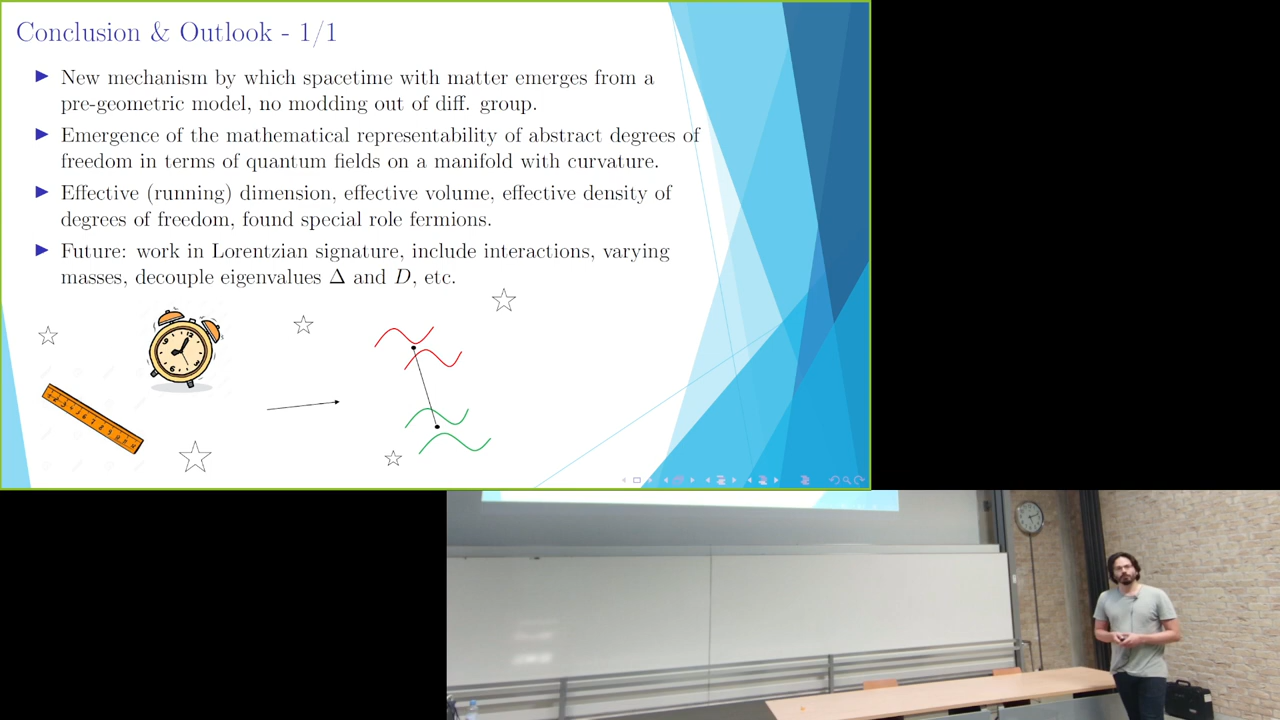 Conclusion & Outlook - 1/1
▶ New mechanism by which spacetime with matter emerges from a
pre-geometric model, no modding out of diff. group.
▶ Emergence of the mathematical representability of abstract degrees of
freedom in terms of quantum fields on a manifold with curvature.
▶ Effective (running) dimension, effective volume, effective density of
degrees of freedom, found special role fermions.
▶ Future: work in Lorentzian signature, include interactions, varying
masses, decouple eigenvalues Δ and D, etc.